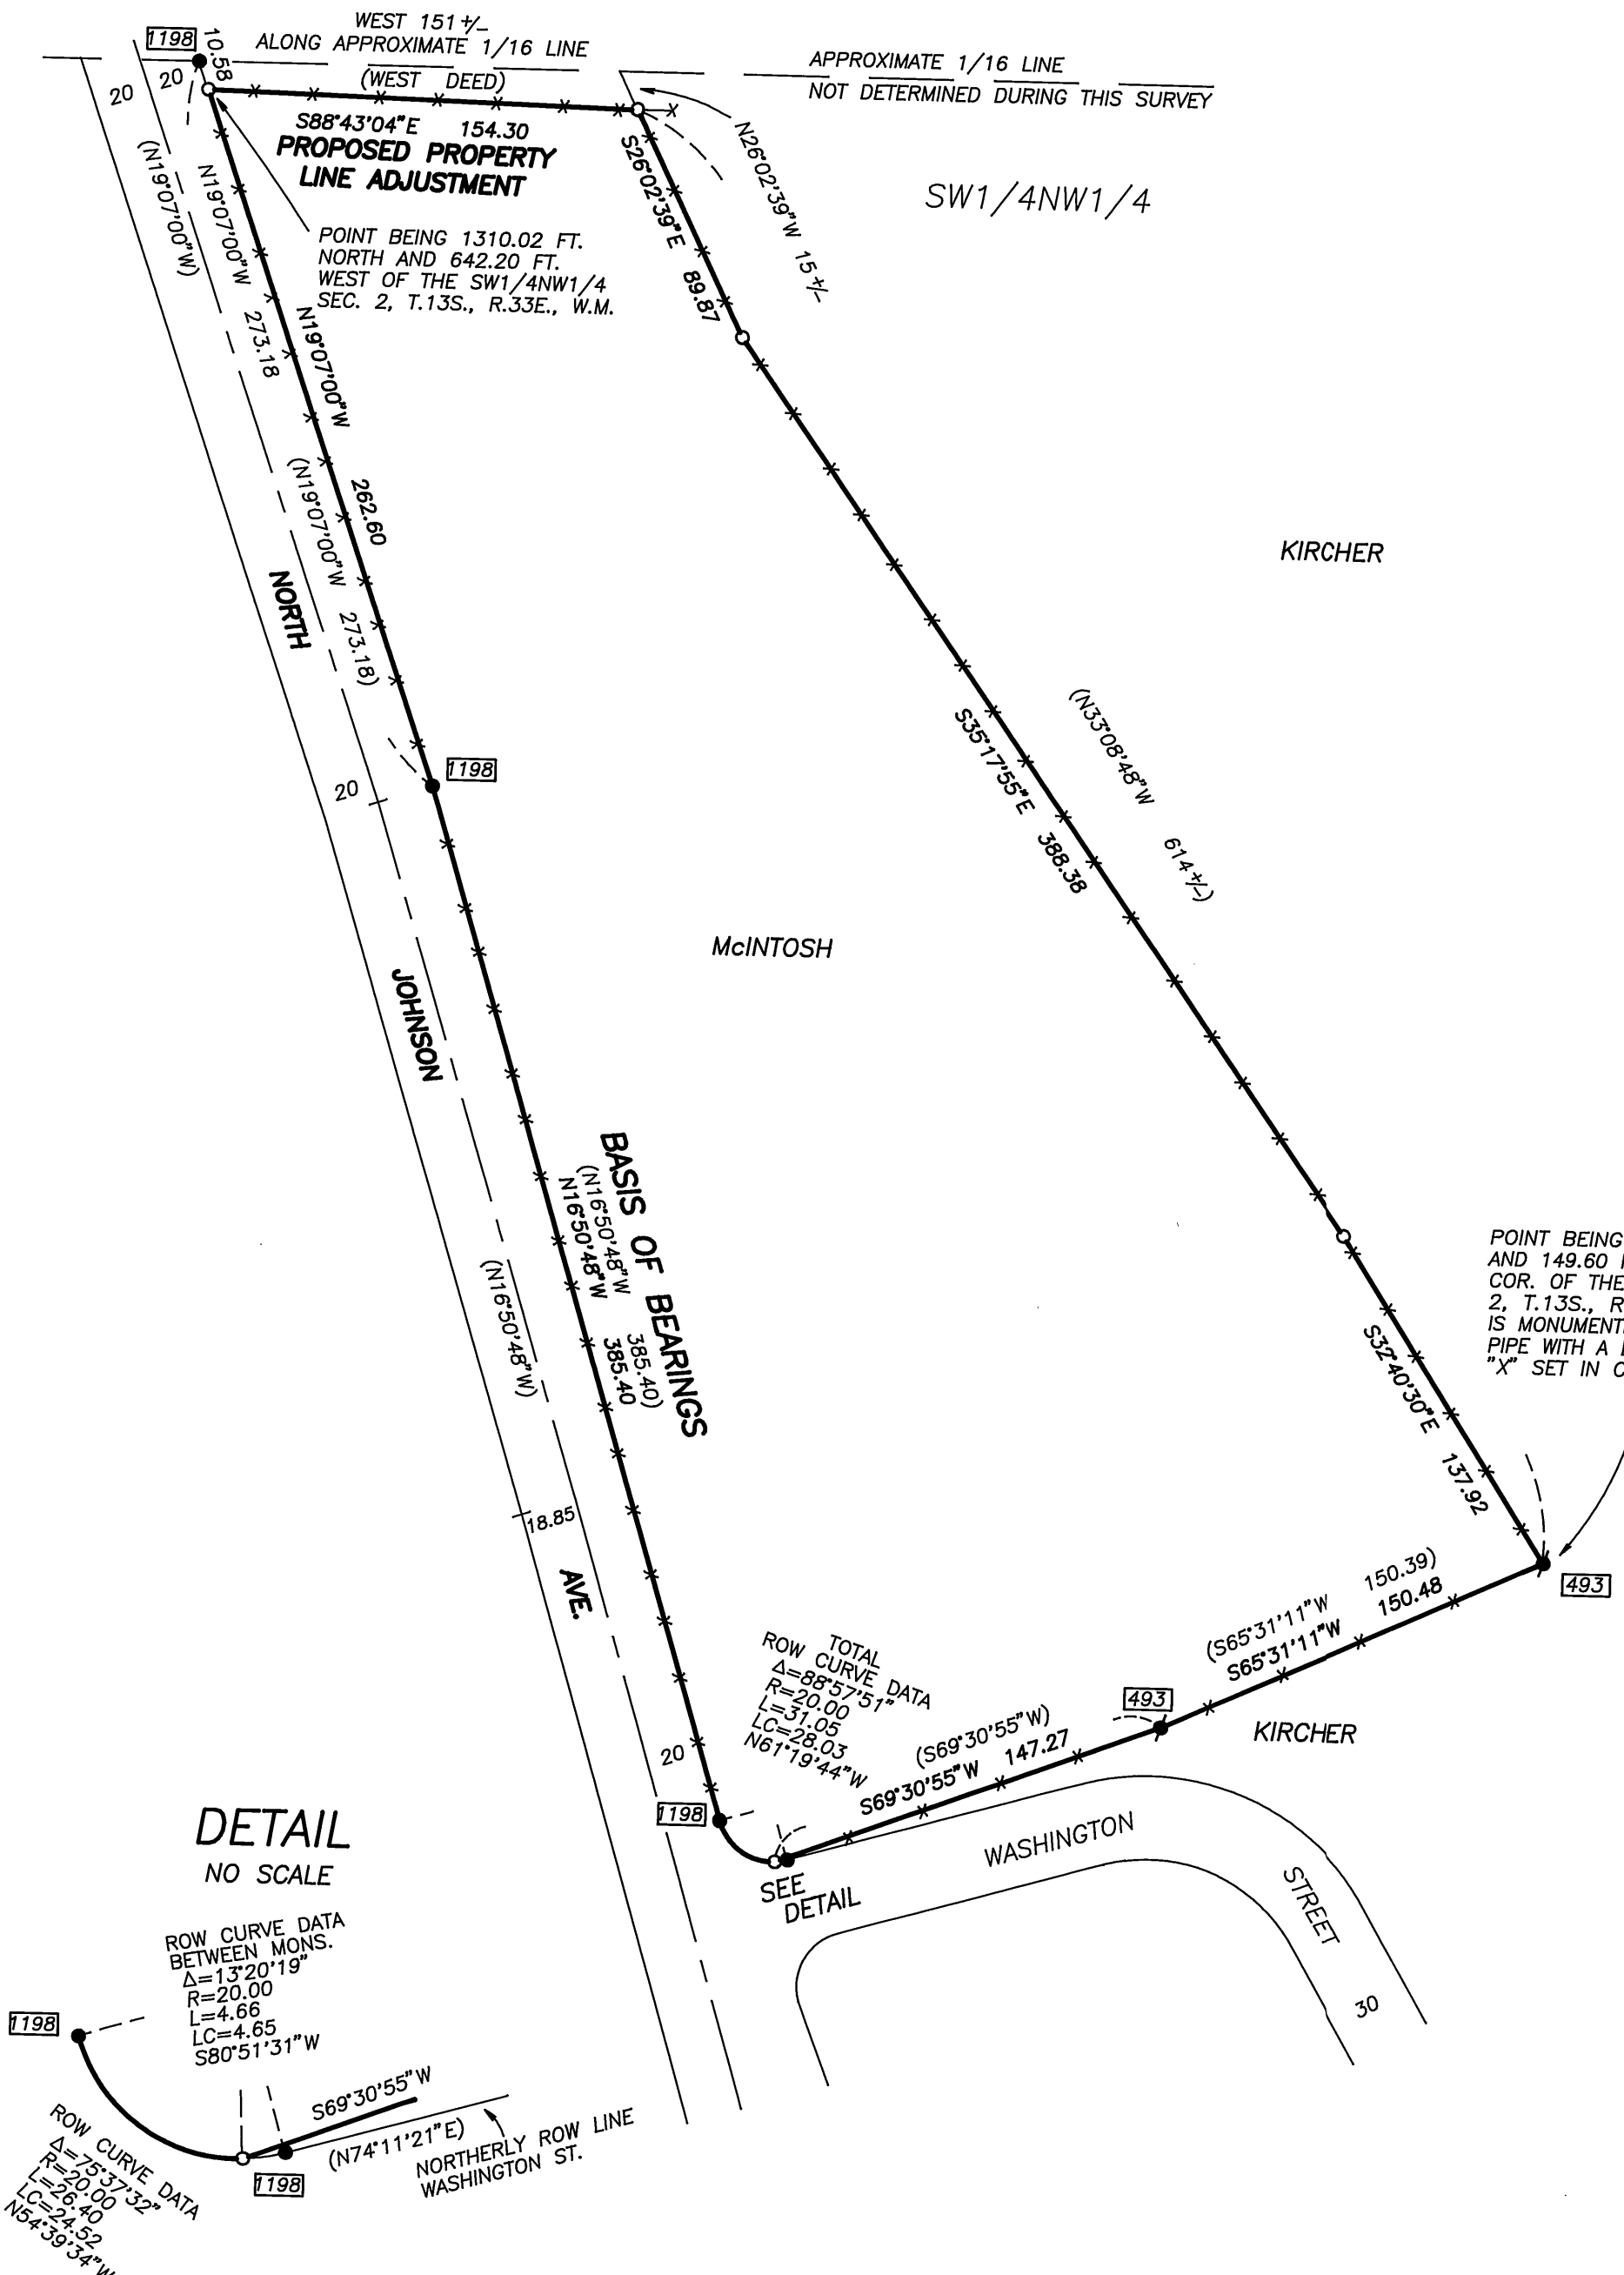 WEST 151+/-
ALONG APPROXIMATE 1/16 LINE
(WEST DEED)
1198
10.58
20
20
APPROXIMATE 1/16 LINE
NOT DETERMINED DURING THIS SURVEY
S88°43'04"E 154.30
PROPOSED PROPERTY
LINE ADJUSTMENT
N26°02'39"W 15+/-
S26°02'39"E 89.87
SW1/4NW1/4
(N19°07'00"W)
N19°07'00"W 273.18
POINT BEING 1310.02 FT.
NORTH AND 642.20 FT.
WEST OF THE SW1/4NW1/4
SEC. 2, T.13S., R.33E., W.M.
N19°07'00"W 262.60
(N19°07'00"W 273.18)
NORTH
KIRCHER
20
1198
(N33°08'48"W 614+/-)
S35°17'55"E 388.38
McINTOSH
JOHNSON
BASIS OF BEARINGS
(N16°50'48"W 385.40)
N16°50'48"W 385.40
(N16°50'48"W)
POINT BEING
AND 149.60
COR. OF THE
2, T.13S.,
IS MONUMENT
PIPE WITH A
"X" SET IN
S32°40'30"E 137.92
18.85
AVE.
493
(S65°31'11"W 150.39)
S65°31'11"W 150.48
TOTAL
ROW CURVE DATA
Δ=88°57'51"
R=20.00
L=31.05
LC=28.03
N61°19'44"W
493
KIRCHER
(S69°30'55"W)
S69°30'55"W 147.27
20
1198
SEE
DETAIL
WASHINGTON
STREET
30
DETAIL
NO SCALE
ROW CURVE DATA
BETWEEN MONS.
Δ=13°20'19"
R=20.00
L=4.66
LC=4.65
S80°51'31"W
1198
S69°30'55"W
(N74°11'21"E)
NORTHERLY ROW LINE
WASHINGTON ST.
1198
ROW CURVE DATA
Δ=75°37'32"
R=20.00
L=26.40
LC=24.52
N54°39'34"W